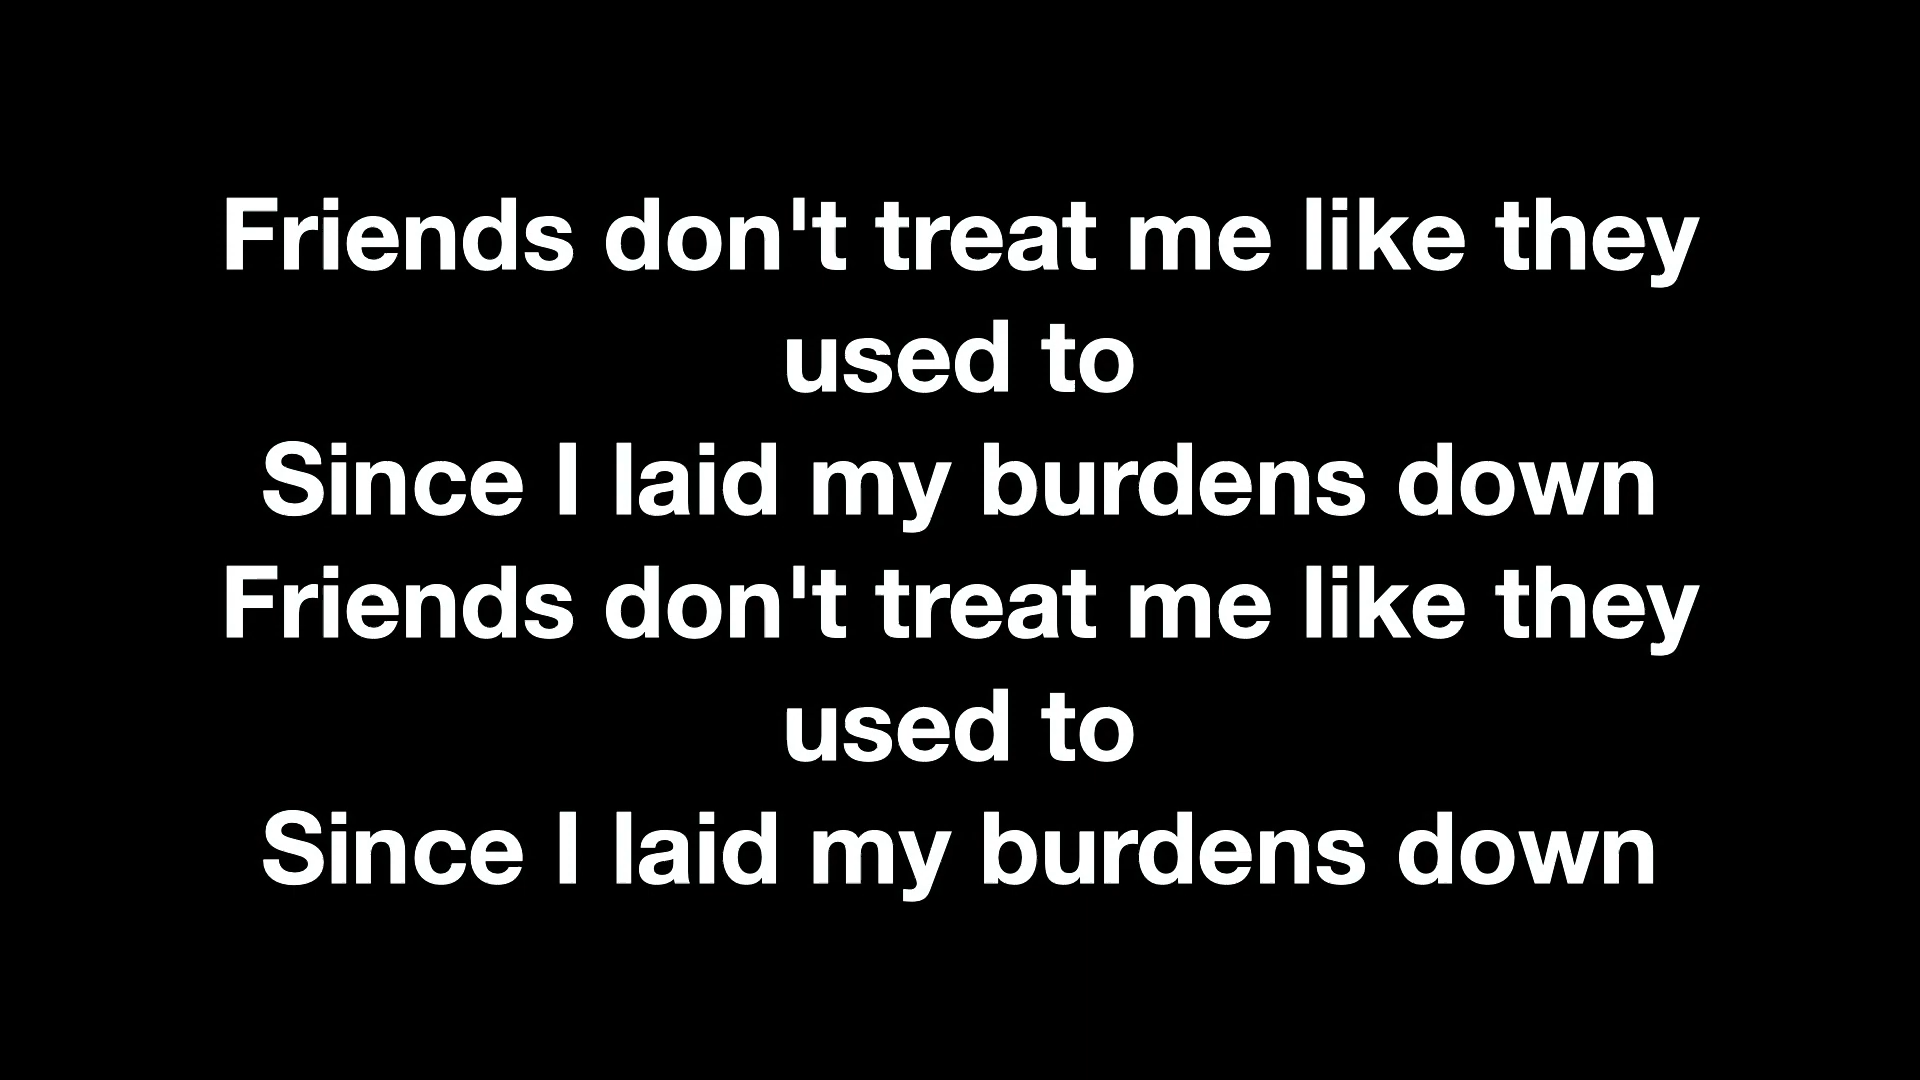 Friends don't treat me like they
used to
Since I laid my burdens down
Friends don't treat me like they
used to
Since I laid my burdens down